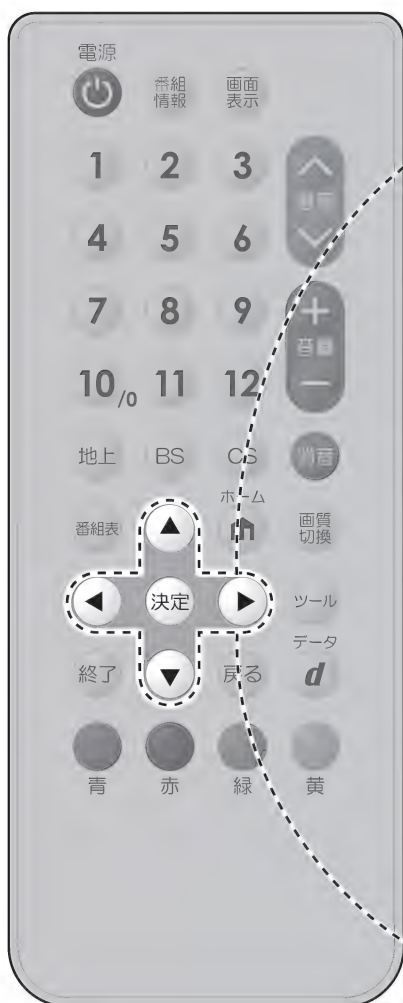 電源
番組 画面
情報 表示
1 2 3
4 5 6
7 8 9
+
音量
10/0 11 12 −
地上 BS CS 消音
ホーム
番組表 画質
切換
決定 ツール
データ
終了 戻る d
青 赤 緑 黄